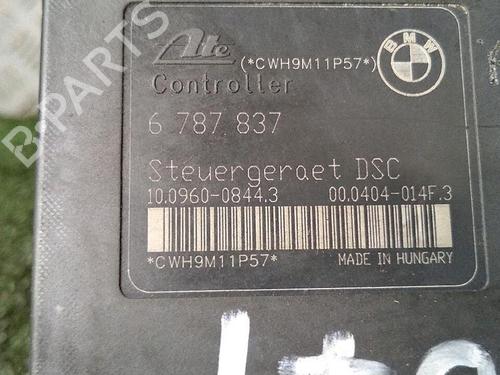 Ate
(*CWH9M11P57*)
BMW
Controller
6 787 837
Steuergeraet DSC
10.0960-0844.3 00.0404-014F.3
*CWH9M11P57* MADE IN HUNGARY
B-PARTS